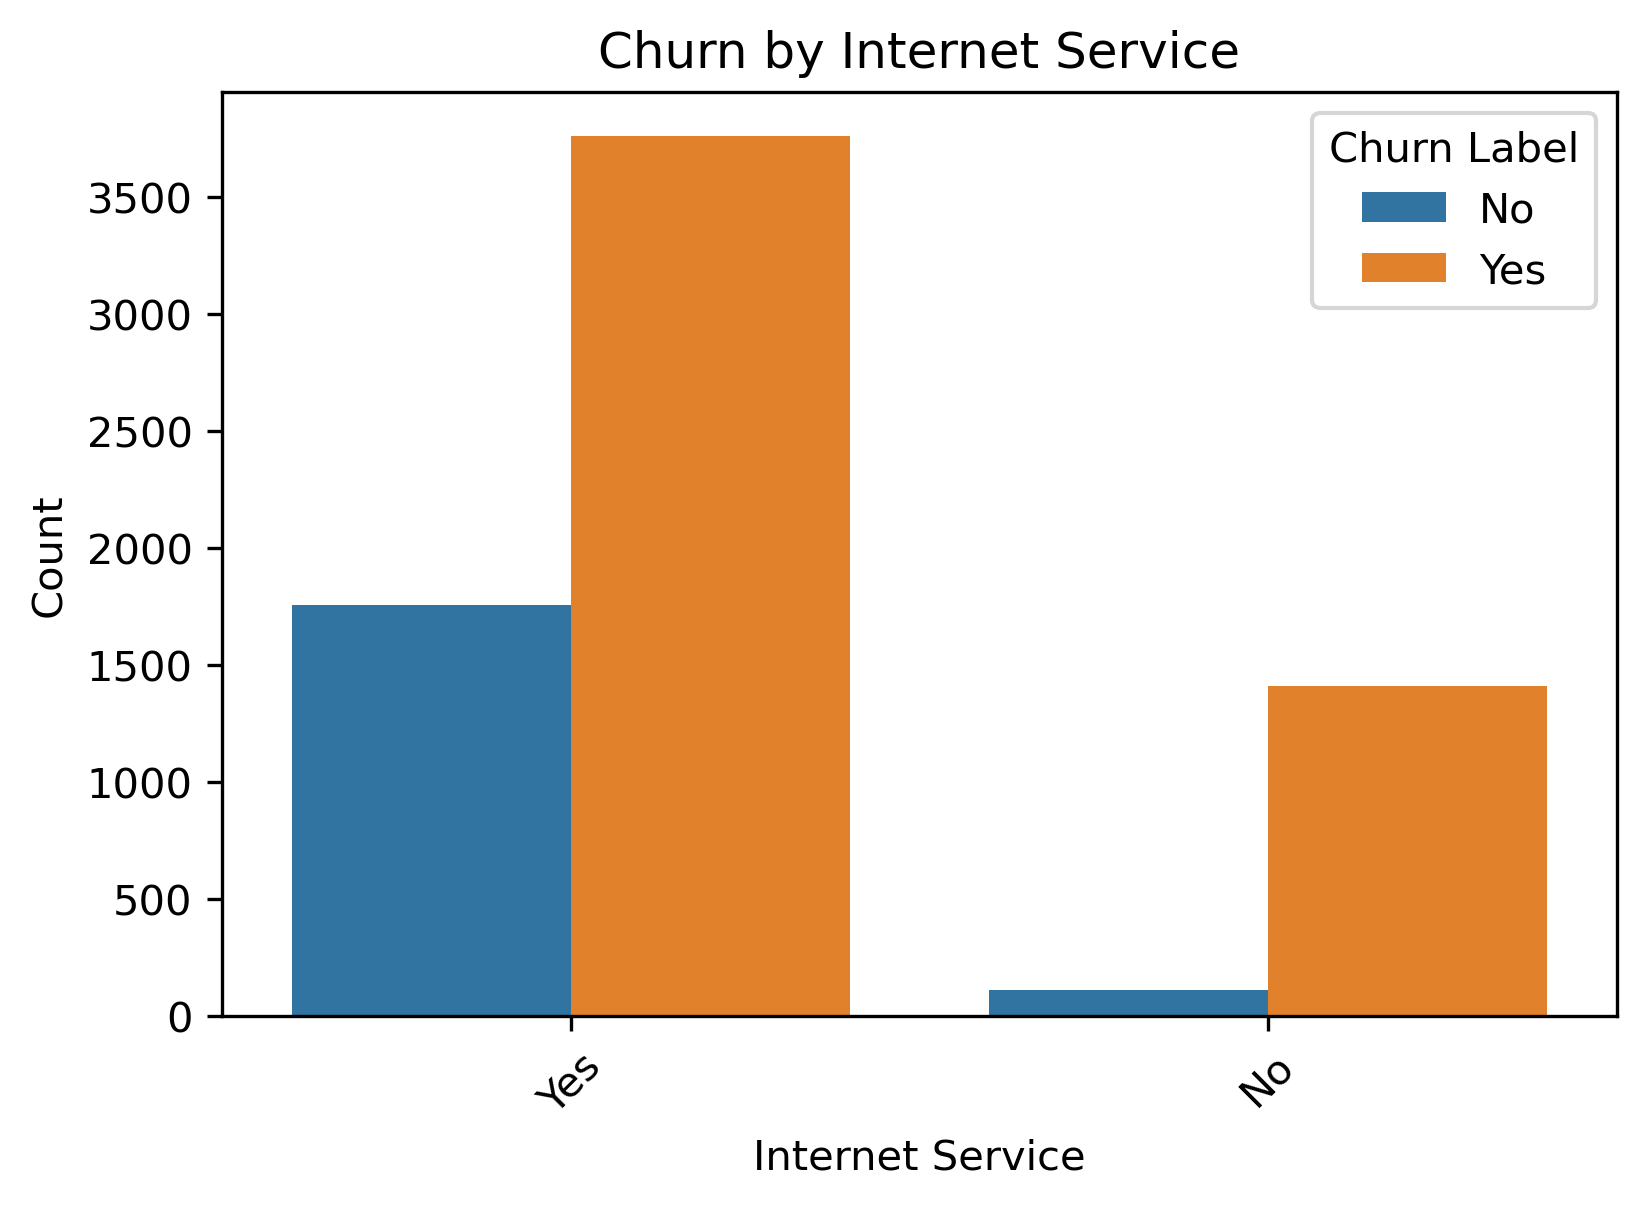 Churn by Internet Service
Churn Label
No
Yes
3500
3000
2500
2000
1500
1000
500
0
Count
Yes
No
Internet Service